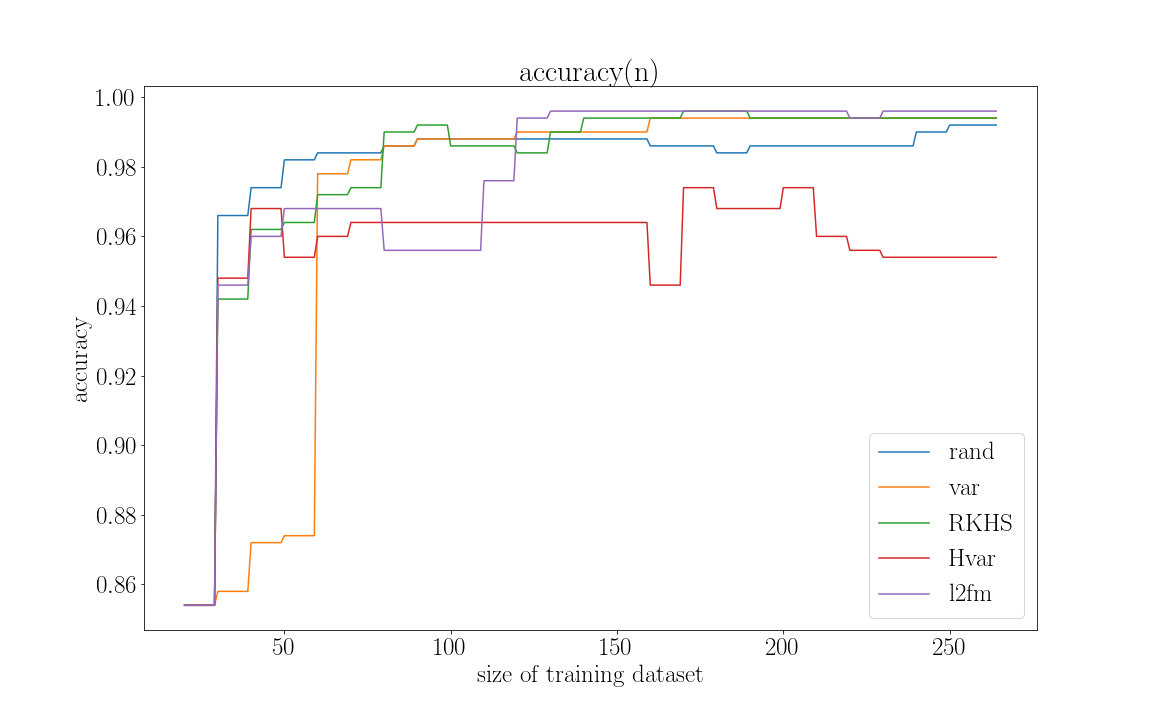 accuracy(n)
1.00
0.98
0.96
0.94
0.92
0.90
0.88
0.86
accuracy
50
100
150
200
250
size of training dataset
rand
var
RKHS
Hvar
l2fm